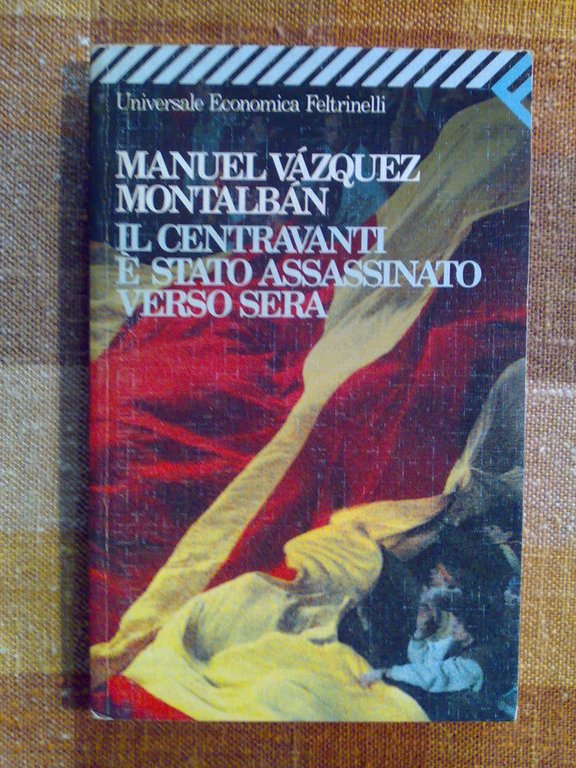 Universale Economica Feltrinelli
MANUEL VÁZQUEZ
MONTALBÁN
IL CENTRAVANTI
È STATO ASSASSINATO
VERSO SERA